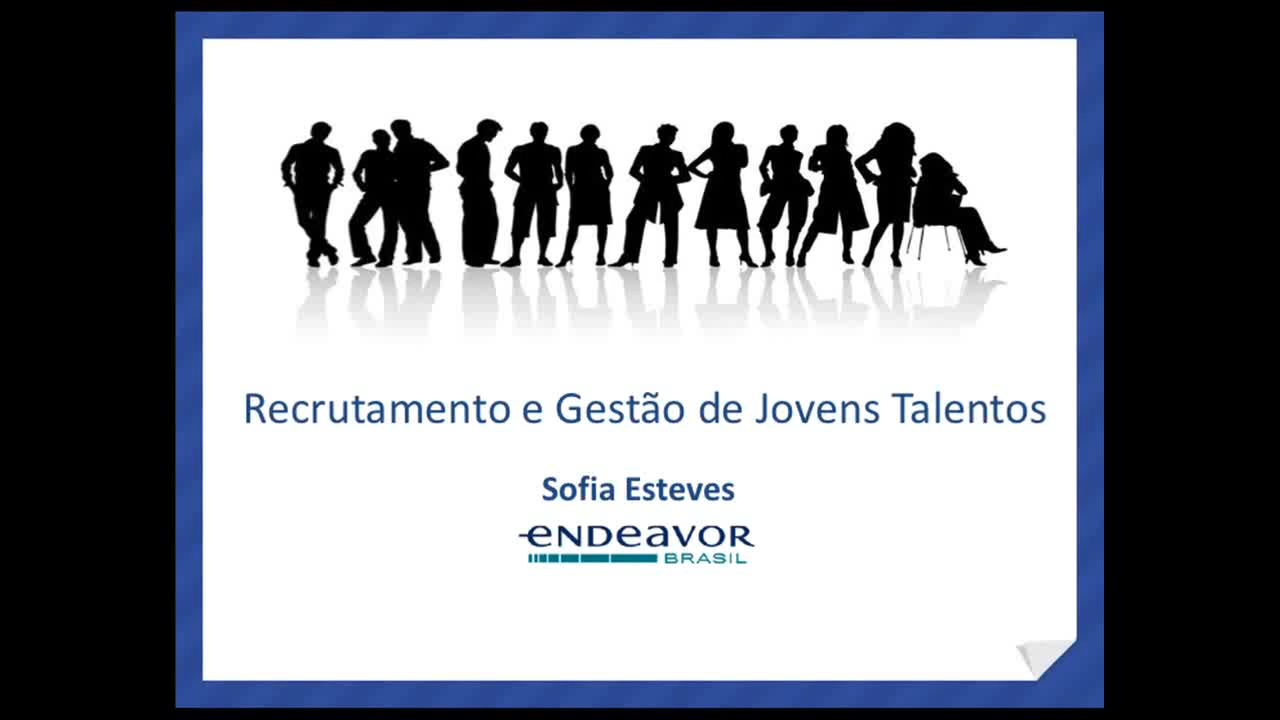 Recrutamento e Gestão de Jovens Talentos
Sofia Esteves
eNDeaVOR
BRASIL